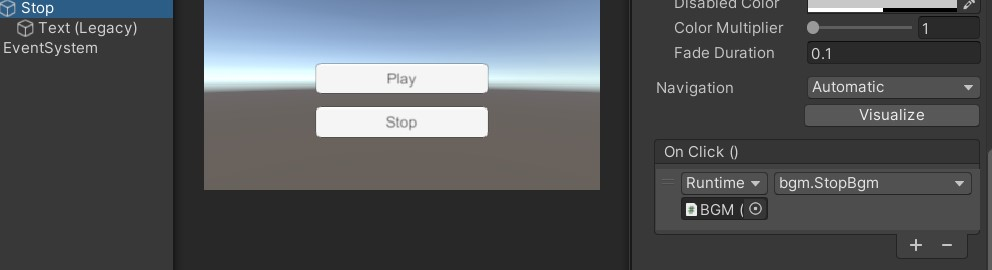 Stop
Text (Legacy)
EventSystem
Play
Stop
Disabled Color
Color Multiplier 1
Fade Duration 0.1
Navigation Automatic
Visualize
On Click ()
Runtime bgm.StopBgm
BGM (
+ −